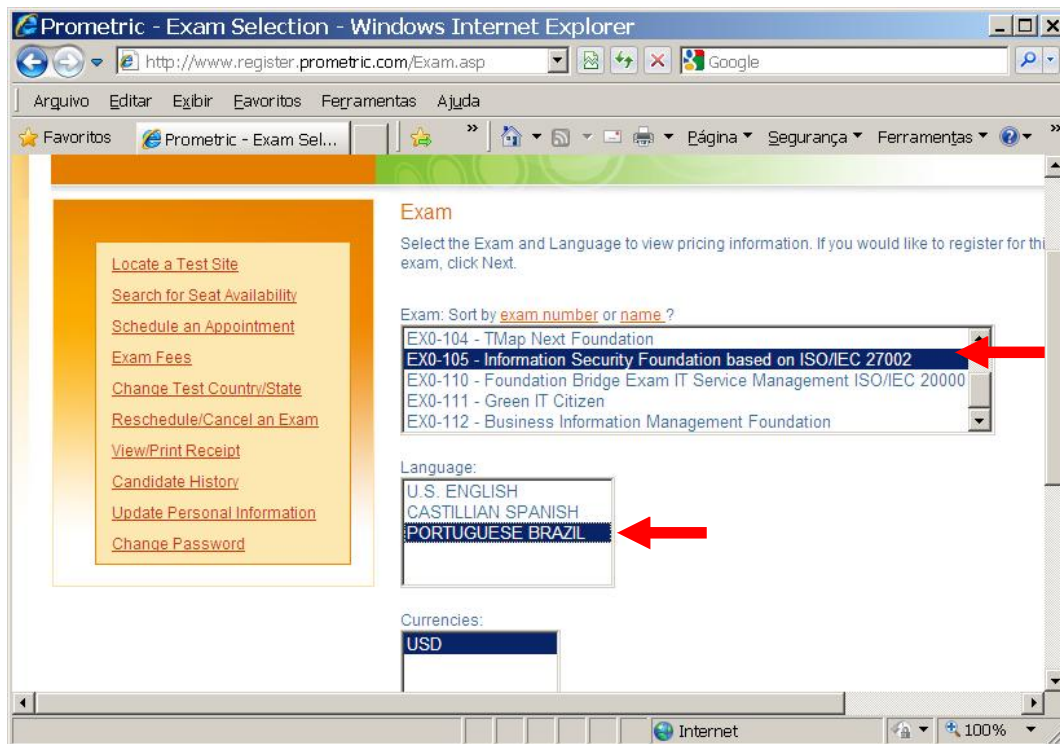 Prometric - Exam Selection - Windows Internet Explorer
http://www.register.prometric.com/Exam.asp
Google
Arquivo Editar Exibir Favoritos Ferramentas Ajuda
Favoritos Prometric - Exam Sel... » Página Segurança Ferramentas »
Locate a Test Site
Search for Seat Availability
Schedule an Appointment
Exam Fees
Change Test Country/State
Reschedule/Cancel an Exam
View/Print Receipt
Candidate History
Update Personal Information
Change Password
Exam
Select the Exam and Language to view pricing information. If you would like to register for thi
exam, click Next.
Exam: Sort by exam number or name ?
EX0-104 - TMap Next Foundation
EX0-105 - Information Security Foundation based on ISO/IEC 27002
EX0-110 - Foundation Bridge Exam IT Service Management ISO/IEC 20000
EX0-111 - Green IT Citizen
EX0-112 - Business Information Management Foundation
Language:
U.S. ENGLISH
CASTILLIAN SPANISH
PORTUGUESE BRAZIL
Currencies:
USD
Internet 100%